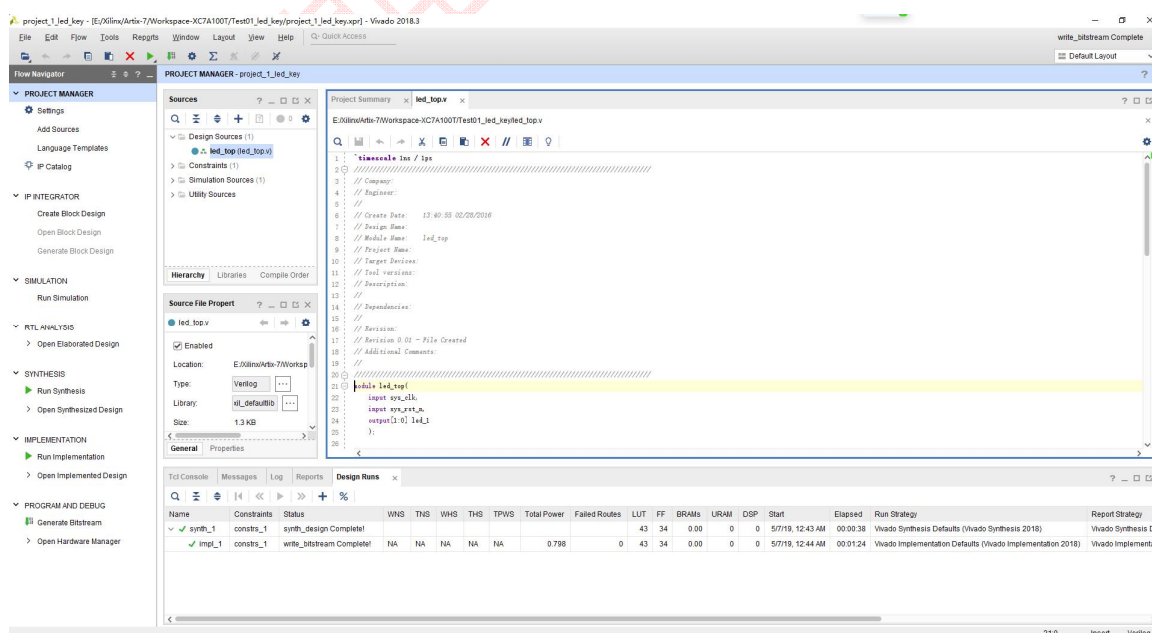 project_1_led_key - [E:/Xilinx/Artix-7/Workspace-XC7A100T/Test01_led_key/project_1_led_key.xpr] - Vivado 2018.3
File Edit Flow Tools Reports Window Layout View Help Q- Quick Access
write_bitstream Complete
Default Layout
Flow Navigator
PROJECT MANAGER - project_1_led_key
PROJECT MANAGER
Settings
Add Sources
Language Templates
IP Catalog
IP INTEGRATOR
Create Block Design
Open Block Design
Generate Block Design
SIMULATION
Run Simulation
RTL ANALYSIS
Open Elaborated Design
SYNTHESIS
Run Synthesis
Open Synthesized Design
IMPLEMENTATION
Run Implementation
Open Implemented Design
PROGRAM AND DEBUG
Generate Bitstream
Open Hardware Manager
Sources
0
Design Sources (1)
led_top (led_top.v)
Constraints (1)
Simulation Sources (1)
Utility Sources
Hierarchy Libraries Compile Order
Source File Propert
led_top.v
Enabled
Location: E:/Xilinx/Artix-7/Worksp
Type: Verilog
Library: xil_defaultlib
Size: 1.3 KB
General Properties
Project Summary led_top.v
E:/Xilinx/Artix-7/Workspace-XC7A100T/Test01_led_key/led_top.v
1 `timescale 1ns / 1ps
2 //////////////////////////////////////////////////////////////////////////////////
3 // Company:
4 // Engineer:
5 //
6 // Create Date: 13:40:55 02/28/2016
7 // Design Name:
8 // Module Name: led_top
9 // Project Name:
10 // Target Devices:
11 // Tool versions:
12 // Description:
13 //
14 // Dependencies:
15 //
16 // Revision:
17 // Revision 0.01 - File Created
18 // Additional Comments:
19 //
20 //////////////////////////////////////////////////////////////////////////////////
21 module led_top(
22 input sys_clk,
23 input sys_rst_n,
24 output[1:0] led_1
25 );
26
Tcl Console Messages Log Reports Design Runs
Name Constraints Status WNS TNS WHS THS TPWS Total Power Failed Routes LUT FF BRAMs URAM DSP Start Elapsed Run Strategy Report Strategy
synth_1 constrs_1 synth_design Complete! 43 34 0.00 0 0 5/7/19, 12:43 AM 00:00:38 Vivado Synthesis Defaults (Vivado Synthesis 2018) Vivado Synthesis D
impl_1 constrs_1 write_bitstream Complete! NA NA NA NA NA 0.798 0 43 34 0.00 0 0 5/7/19, 12:44 AM 00:01:24 Vivado Implementation Defaults (Vivado Implementation 2018) Vivado Implementa
21:0 Insert Verilog